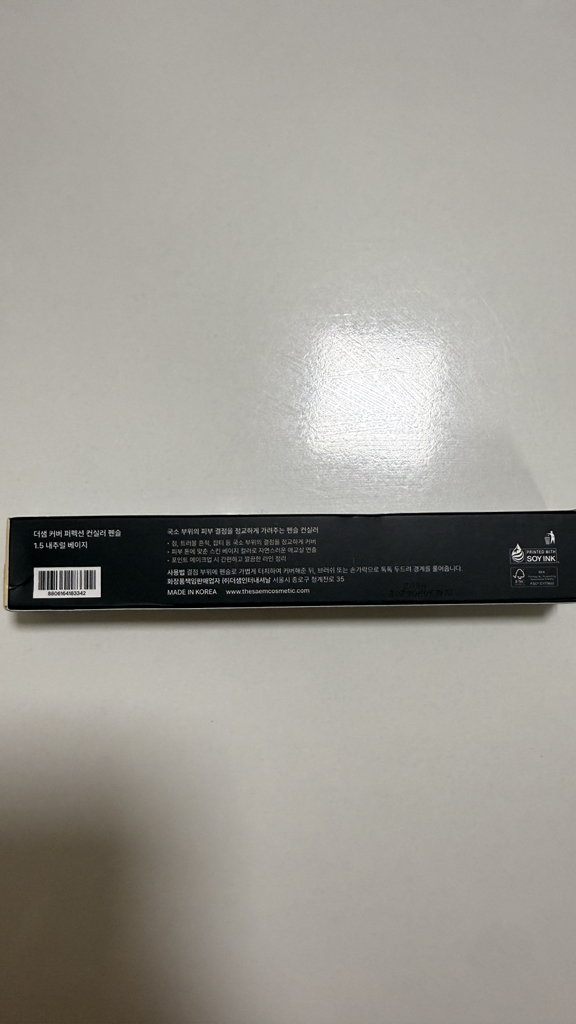 더샘 커버 퍼펙션 컨실러 펜슬
1.5 내추럴 베이지
8806164183342
국소 부위의 피부 결점을 정교하게 가려주는 펜슬 컨실러
• 점, 트러블 흔적, 잡티 등 국소 부위의 결점을 정교하게 커버
• 피부 톤에 맞춘 스킨 베이지 컬러로 자연스러운 애교살 연출
• 포인트 메이크업 시 간편하고 깔끔한 라인 정리
사용법 결점 부위에 펜슬로 가볍게 터치하여 커버해준 뒤, 브러쉬 또는 손가락으로 톡톡 두드려 경계를 풀어줍니다.
화장품책임판매업자 (주)더샘인터내셔날 서울시 종로구 청계천로 35
MADE IN KOREA www.thesaemcosmetic.com
PRINTED WITH
SOY INK
FSC
MIX